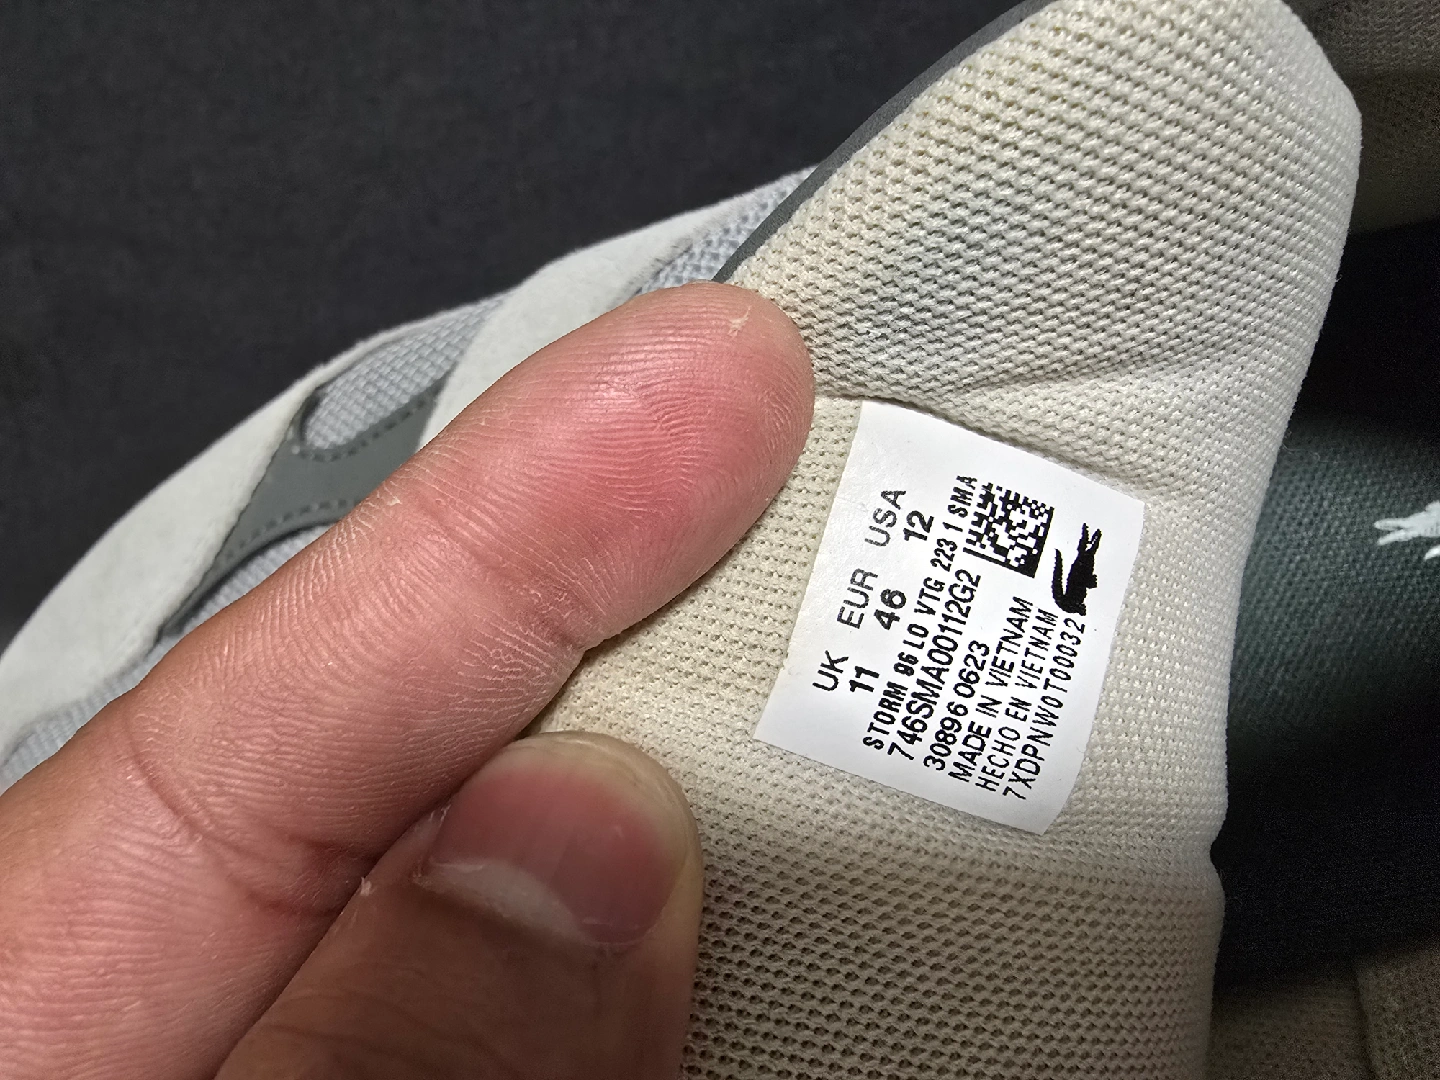 UK EUR USA
11 46 12
STORM 96 LO VTG 223 1 SMA
746SMA00112G2
30896 0623
MADE IN VIETNAM
HECHO EN VIETNAM
7XDPNW0T00032